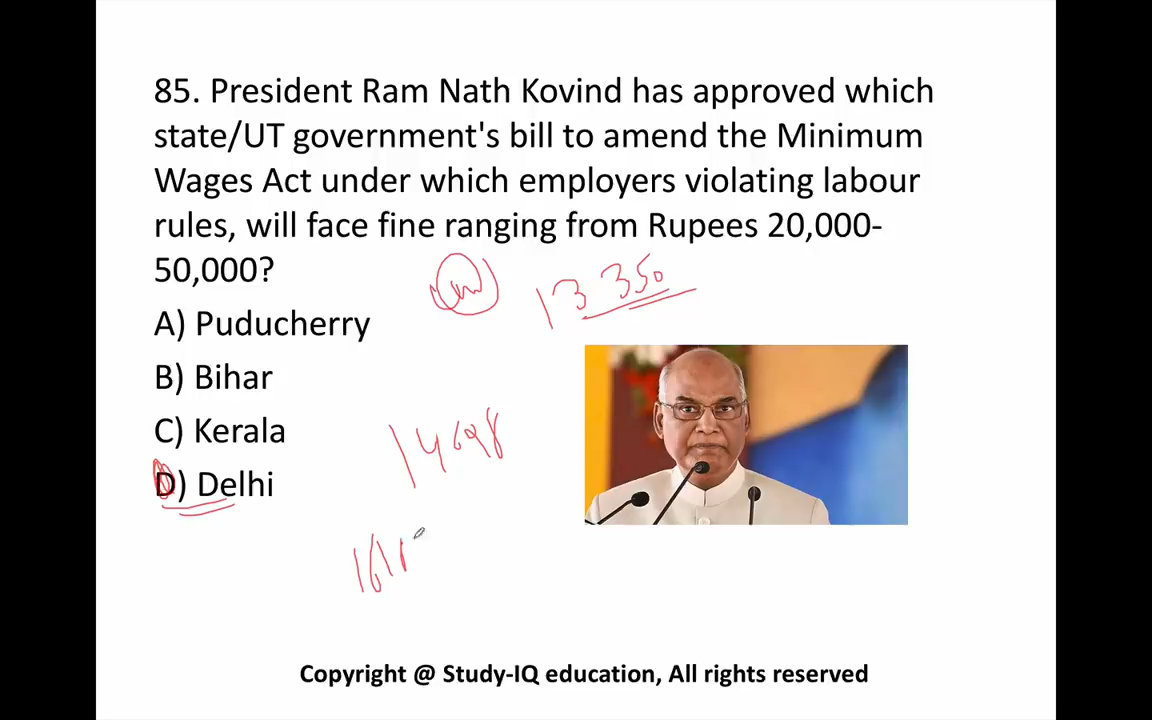 85. President Ram Nath Kovind has approved which
state/UT government's bill to amend the Minimum
Wages Act under which employers violating labour
rules, will face fine ranging from Rupees 20,000-
50,000?
13350
A) Puducherry
B) Bihar
C) Kerala
14698
D) Delhi
Copyright @ Study-IQ education, All rights reserved